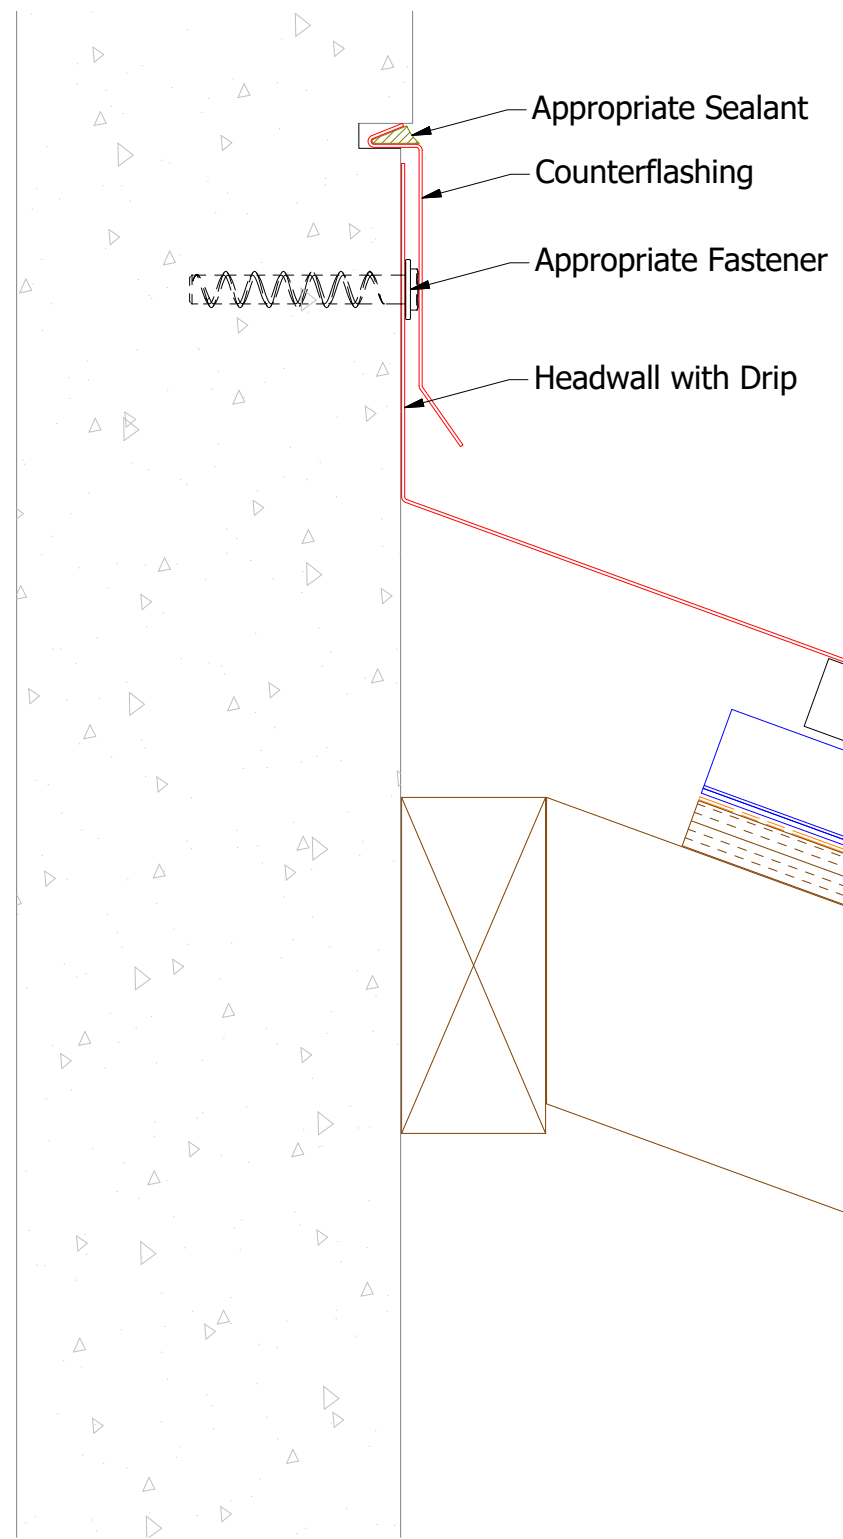 Appropriate Sealant
Counterflashing
Appropriate Fastener
Headwall with Drip